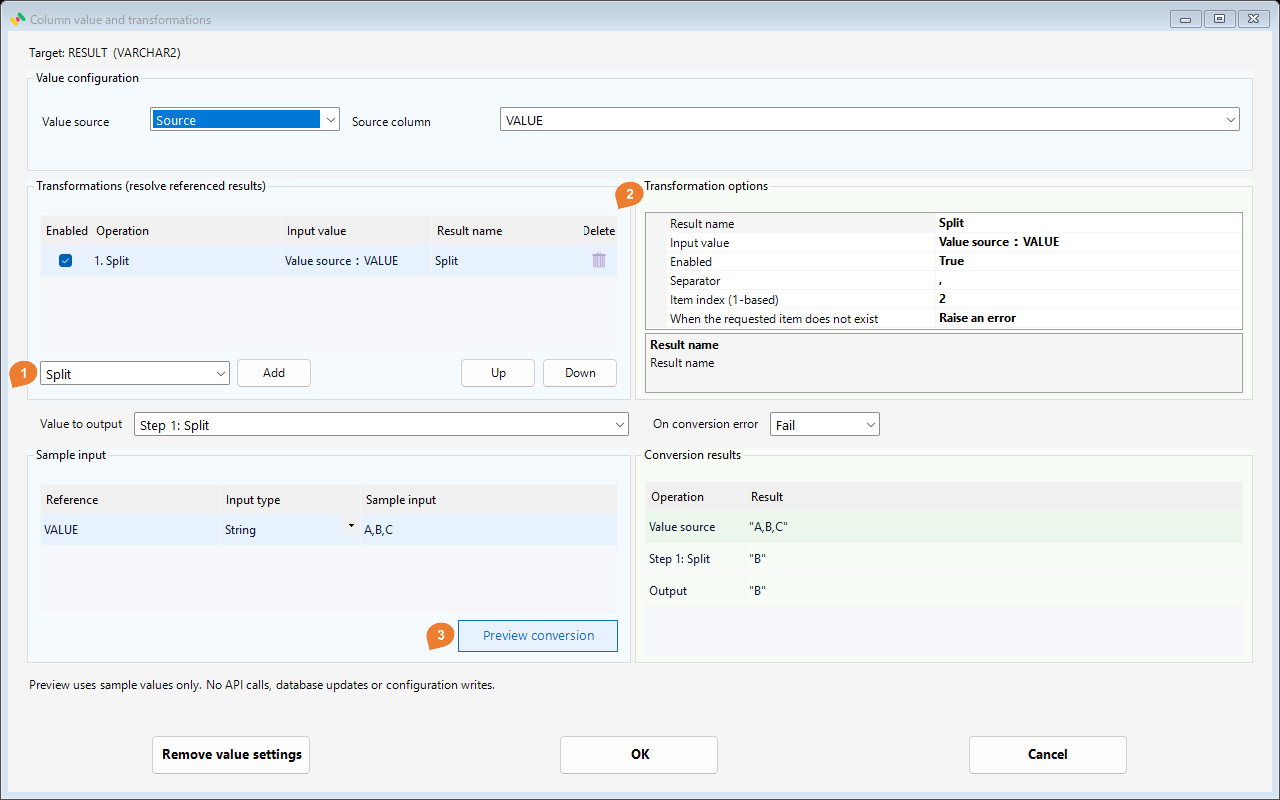 Column value and transformations
Target: RESULT (VARCHAR2)
Value configuration
Value source Source Source column VALUE
Transformations (resolve referenced results)
Enabled Operation Input value Result name Delete
1. Split Value source : VALUE Split
1 Split Add Up Down
2 Transformation options
Result name Split
Input value Value source : VALUE
Enabled True
Separator ,
Item index (1-based) 2
When the requested item does not exist Raise an error
Result name
Result name
Value to output Step 1: Split On conversion error Fail
Sample input
Reference Input type Sample input
VALUE String A,B,C
3 Preview conversion
Conversion results
Operation Result
Value source "A,B,C"
Step 1: Split "B"
Output "B"
Preview uses sample values only. No API calls, database updates or configuration writes.
Remove value settings OK Cancel